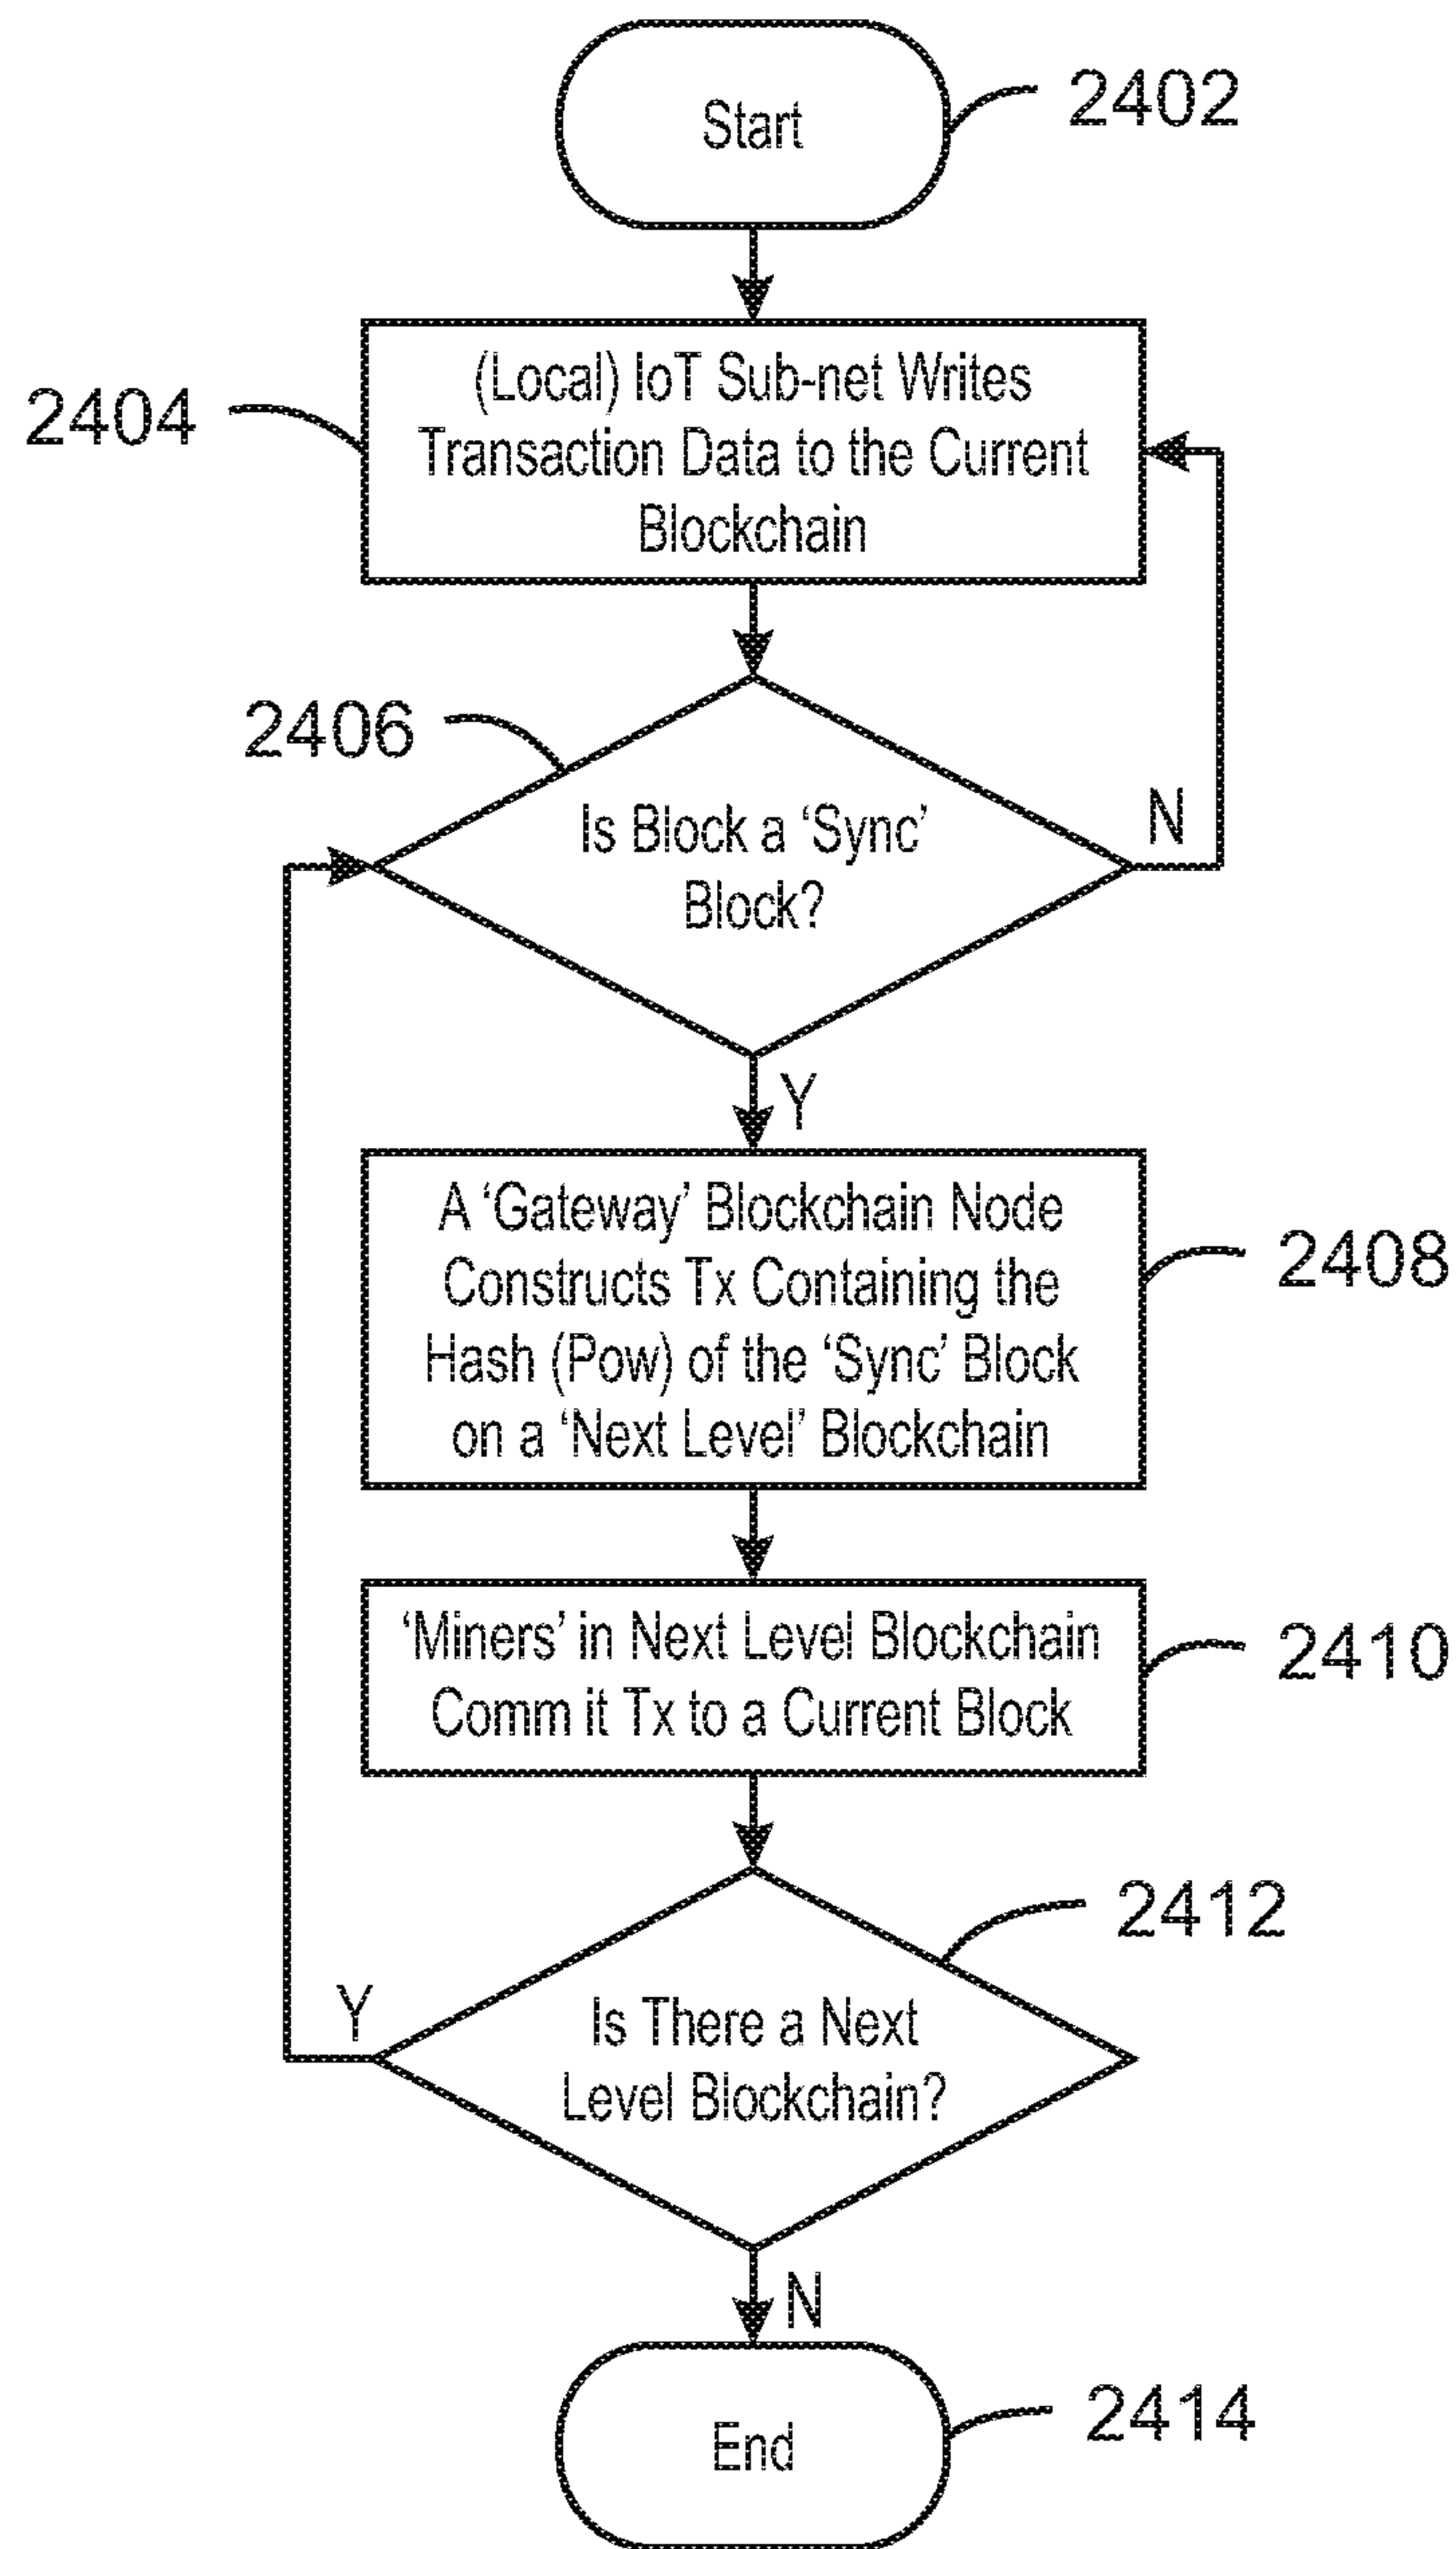 Start
2402
(Local) IoT Sub-net Writes
Transaction Data to the Current
Blockchain
2404
2406
Is Block a ‘Sync’
Block?
N
Y
A ‘Gateway’ Blockchain Node
Constructs Tx Containing the
Hash (Pow) of the ‘Sync’ Block
on a ‘Next Level’ Blockchain
2408
‘Miners’ in Next Level Blockchain
Comm it Tx to a Current Block
2410
2412
Y
Is There a Next
Level Blockchain?
N
End
2414